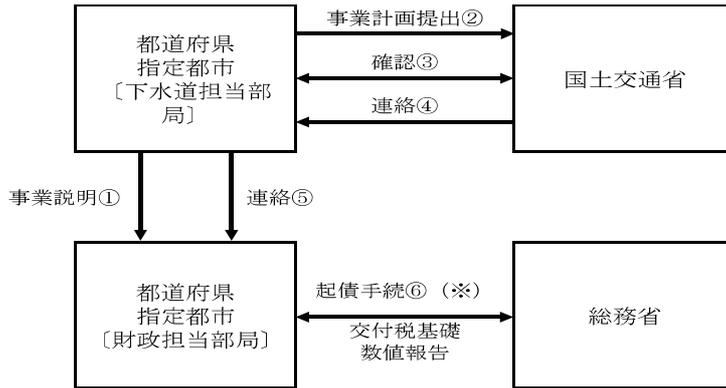 都道府県
指定都市
〔下水道担当部
局〕
事業計画提出②
確認③
連絡④
国土交通省
事業説明①
連絡⑤
都道府県
指定都市
〔財政担当部局〕
起債手続⑥（※）
交付税基礎
数値報告
総務省